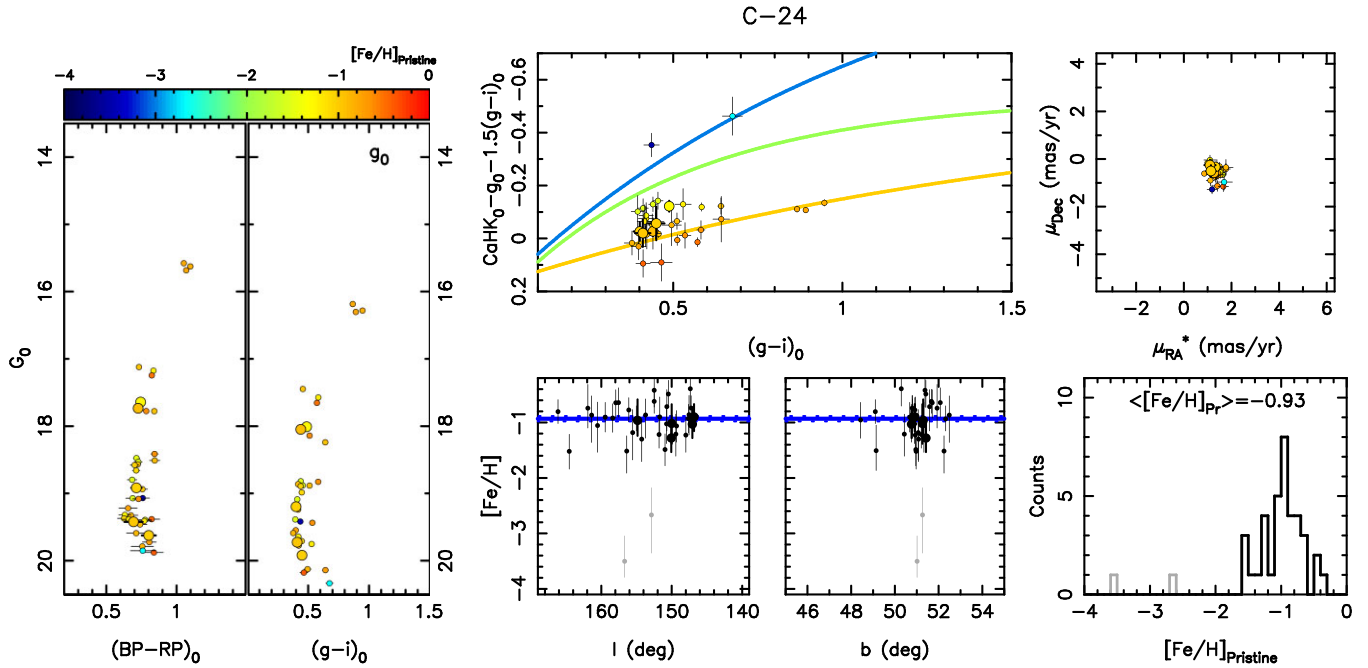 C−24
[Fe/H]Pristine
−4 −3 −2 −1 0
14 16 18 20
G0
0.5 1
(BP−RP)0
g0
14 16 18 20
0.5 1 1.5
(g−i)0
−0.6 −0.4 −0.2 0 0.2
CaHK0−g0−1.5(g−i)0
0.5 1 1.5
(g−i)0
4 2 0 −2 −4
μDec (mas/yr)
−2 0 2 4 6
μRA* (mas/yr)
−1 −2 −3 −4
[Fe/H]
160 150 140
l (deg)
46 48 50 52 54
b (deg)
<[Fe/H]Pr>=−0.93
10 5 0
Counts
−4 −3 −2 −1 0
[Fe/H]Pristine